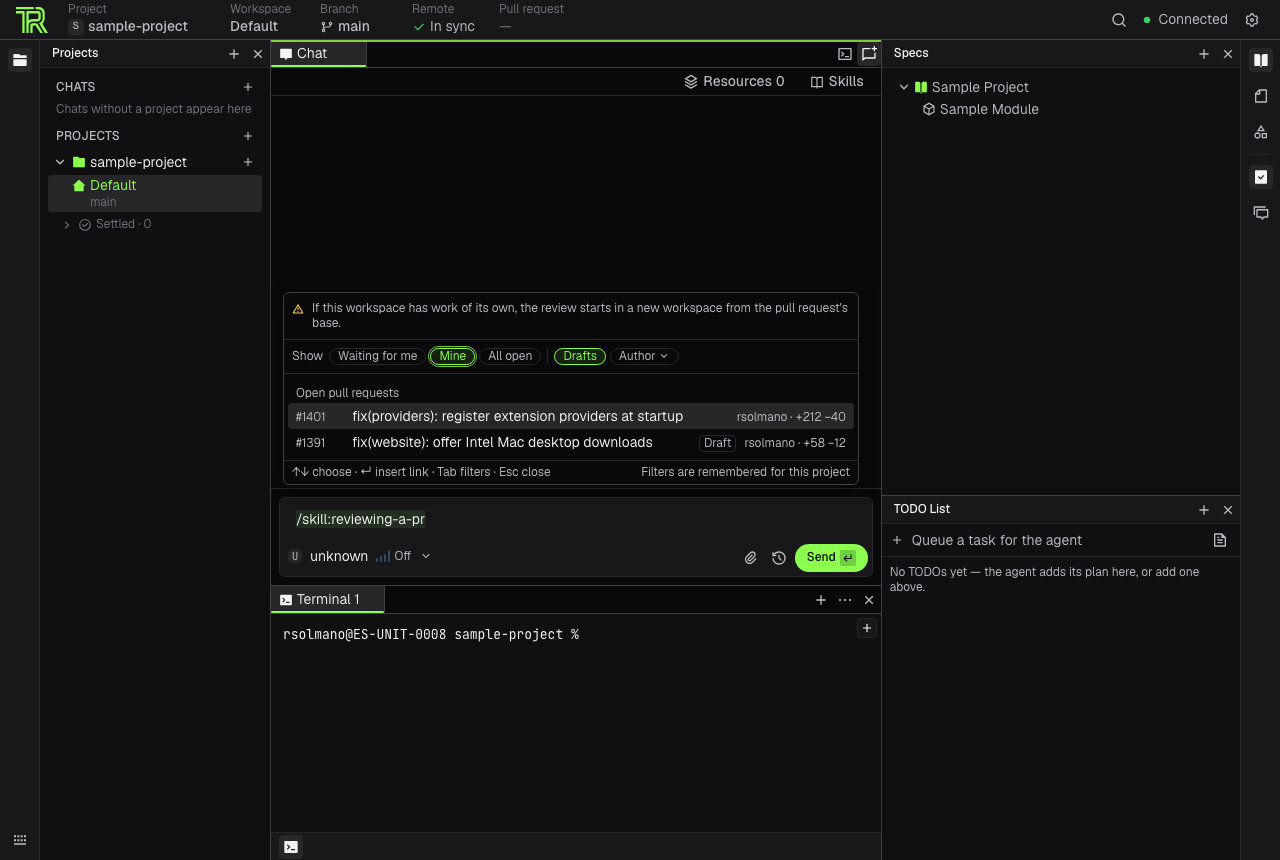 Project
S sample-project
Workspace
Default
Branch
main
Remote
In sync
Pull request
—
Connected
Projects
CHATS
Chats without a project appear here
PROJECTS
sample-project
Default
main
Settled · 0
Chat
Resources 0
Skills
If this workspace has work of its own, the review starts in a new workspace from the pull request's
base.
Show Waiting for me Mine All open Drafts Author
Open pull requests
#1401 fix(providers): register extension providers at startup rsolmano · +212 −40
#1391 fix(website): offer Intel Mac desktop downloads Draft rsolmano · +58 −12
↑↓ choose · ↵ insert link · Tab filters · Esc close Filters are remembered for this project
/skill:reviewing-a-pr
U unknown Off
Send ↵
Terminal 1
rsolmano@ES-UNIT-0008 sample-project %
Specs
Sample Project
Sample Module
TODO List
Queue a task for the agent
No TODOs yet — the agent adds its plan here, or add one
above.